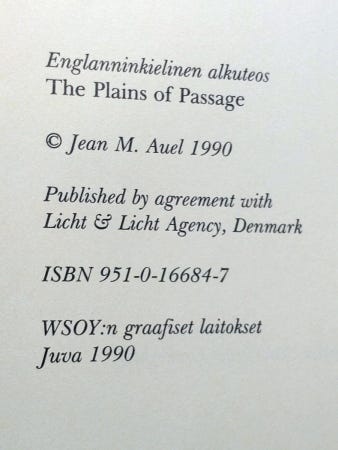 Englanninkielinen alkuteos
The Plains of Passage
© Jean M. Auel 1990
Published by agreement with
Licht & Licht Agency, Denmark
ISBN 951-0-16684-7
WSOY:n graafiset laitokset
Juva 1990